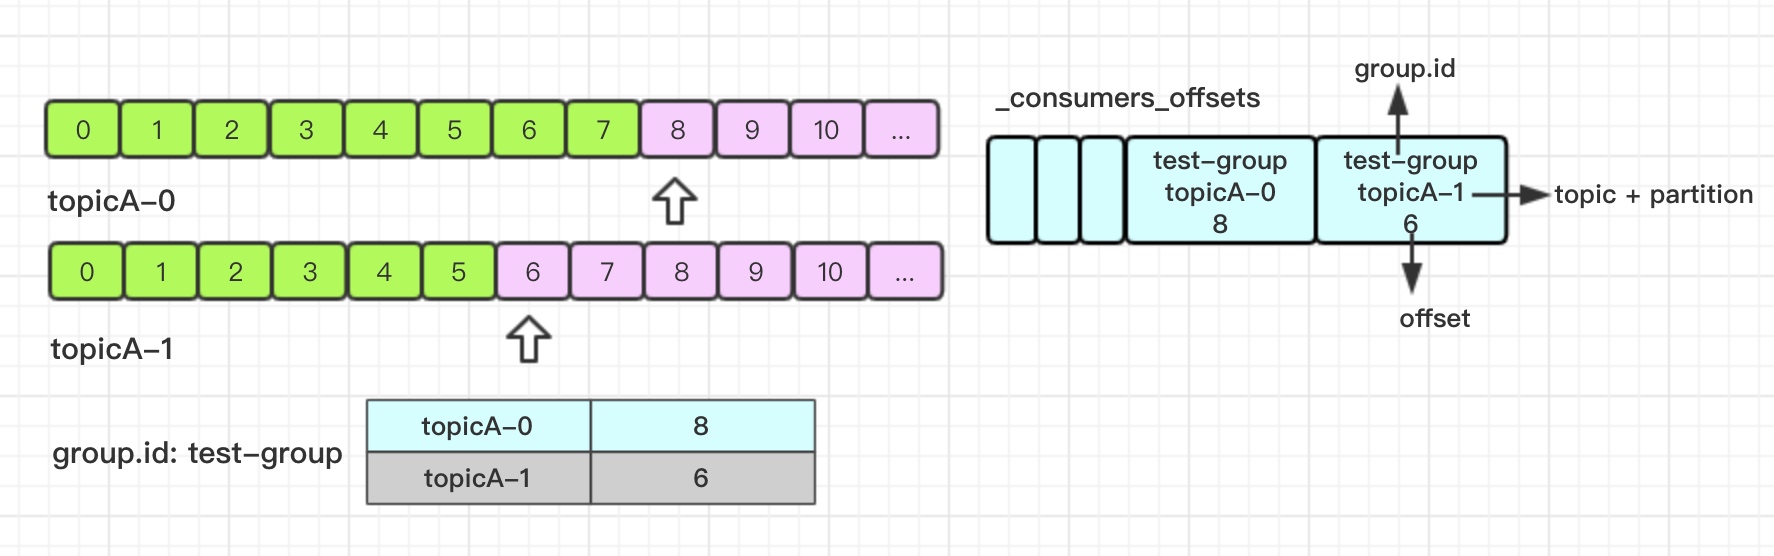 0 1 2 3 4 5 6 7 8 9 10 ...
topicA-0
0 1 2 3 4 5 6 7 8 9 10 ...
topicA-1
group.id: test-group
topicA-0 8
topicA-1 6
_consumers_offsets
group.id
test-group
topicA-0
8
test-group
topicA-1
6
topic + partition
offset